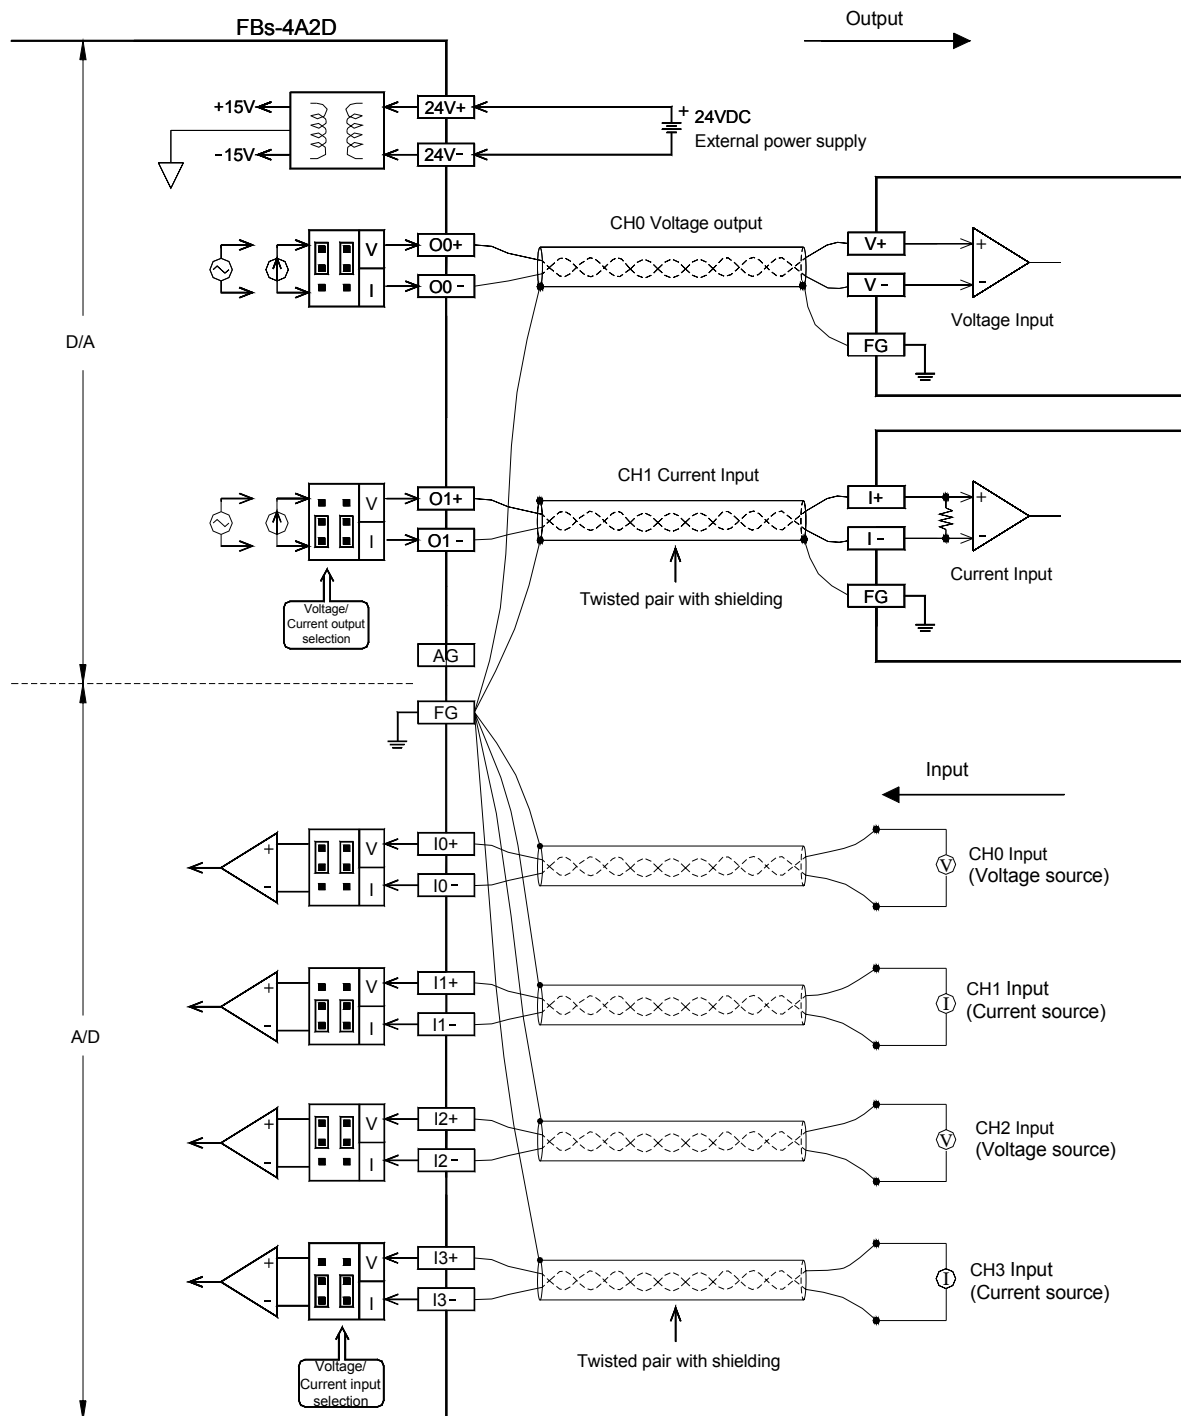 FBs-4A2D
Output
+15V
24V+
+ 24VDC
-15V
24V-
External power supply
CH0 Voltage output
V
O0+
V+
+
I
O0-
V-
-
Voltage Input
FG
D/A
CH1 Current Input
V
O1+
I+
+
I
O1-
I-
-
Current Input
Twisted pair with shielding
FG
Voltage/
Current output
selection
AG
FG
Input
+
V
I0+
CH0 Input
V
(Voltage source)
-
I
I0-
+
V
I1+
CH1 Input
I
(Current source)
-
I
I1-
A/D
+
V
I2+
CH2 Input
V
(Voltage source)
-
I
I2-
+
V
I3+
CH3 Input
I
(Current source)
-
I
I3-
Twisted pair with shielding
Voltage/
Current input
selection